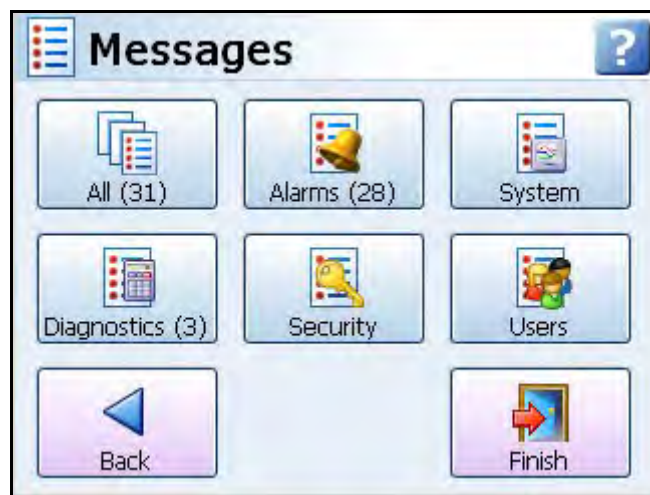 Messages
?
All (31)
Alarms (28)
System
Diagnostics (3)
Security
Users
Back
Finish